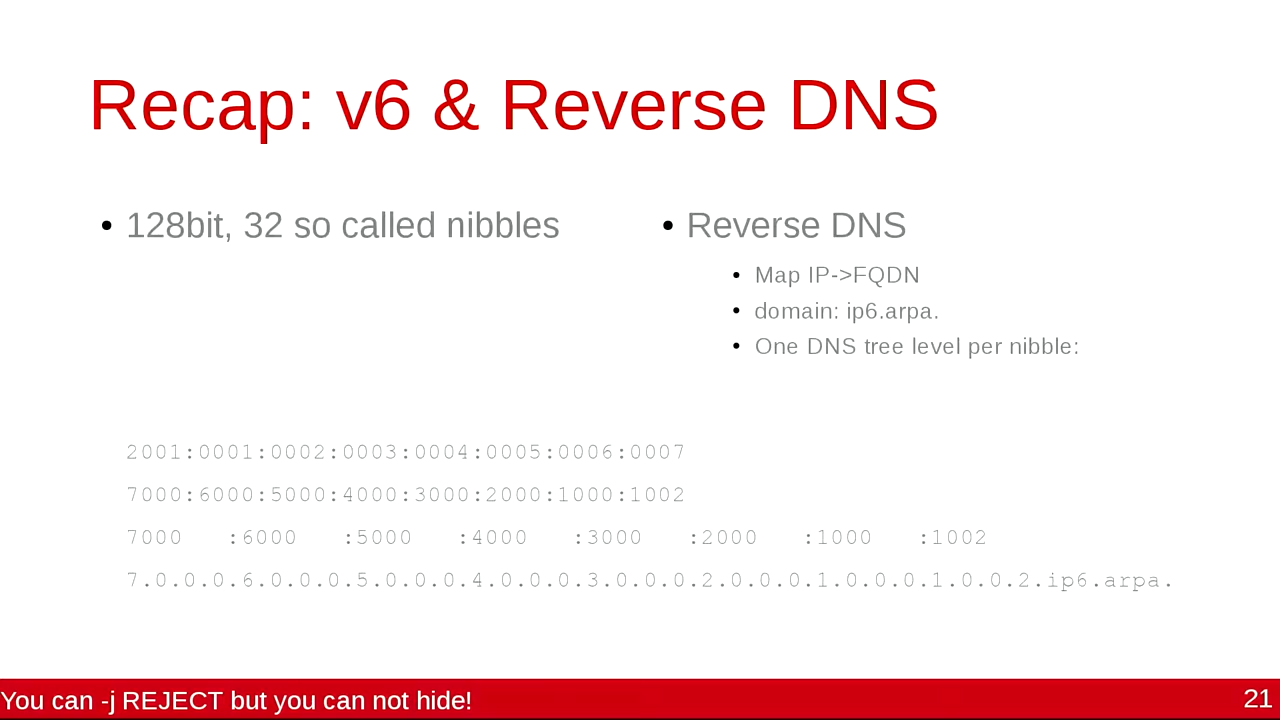 Recap: v6 & Reverse DNS
128bit, 32 so called nibbles
Reverse DNS
Map IP->FQDN
domain: ip6.arpa.
One DNS tree level per nibble:
2001:0001:0002:0003:0004:0005:0006:0007
7000:6000:5000:4000:3000:2000:1000:1002
7000   :6000   :5000   :4000   :3000   :2000   :1000   :1002
7.0.0.0.6.0.0.0.5.0.0.0.4.0.0.0.3.0.0.0.2.0.0.0.1.0.0.0.1.0.0.2.ip6.arpa.
You can -j REJECT but you can not hide!
21